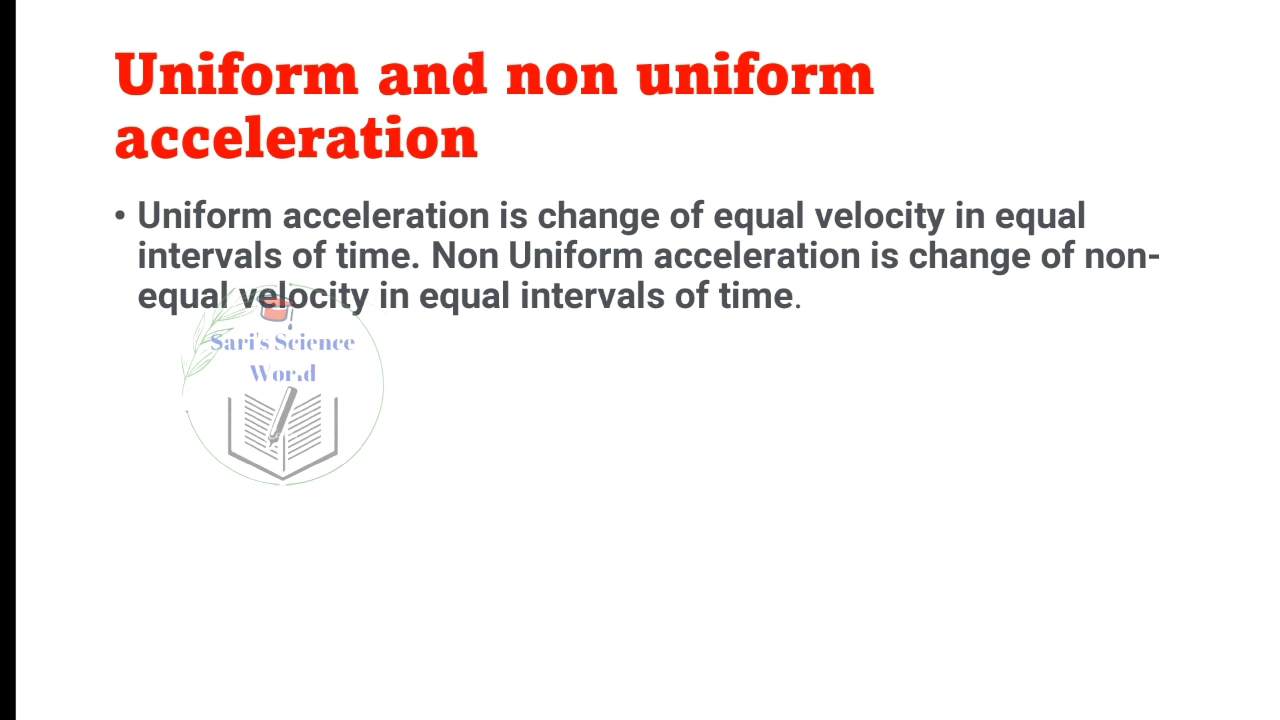 Uniform and non uniform
acceleration
• Uniform acceleration is change of equal velocity in equal
intervals of time. Non Uniform acceleration is change of non-
equal velocity in equal intervals of time.
Sari's Science
World